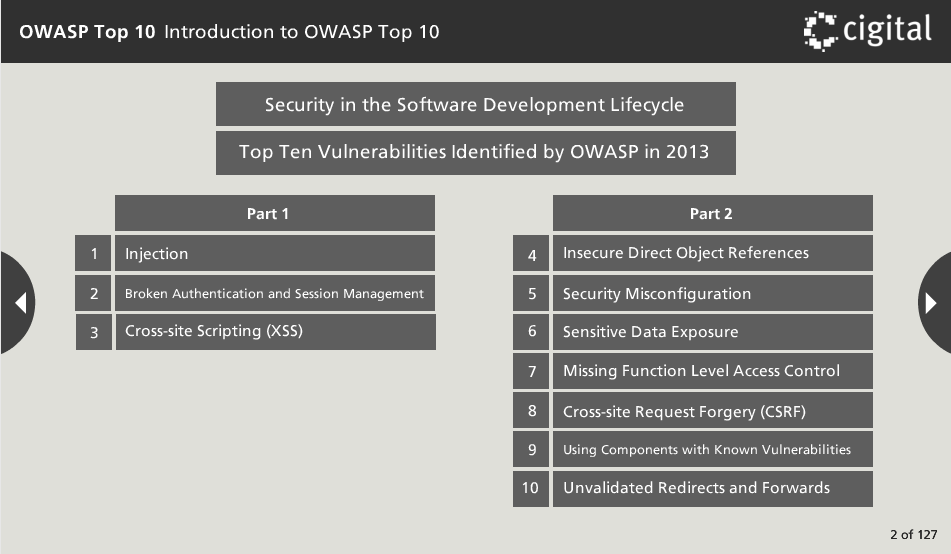 OWASP Top 10 Introduction to OWASP Top 10
cigital
Security in the Software Development Lifecycle
Top Ten Vulnerabilities Identified by OWASP in 2013
Part 1
1 Injection
2 Broken Authentication and Session Management
3 Cross-site Scripting (XSS)
Part 2
4 Insecure Direct Object References
5 Security Misconfiguration
6 Sensitive Data Exposure
7 Missing Function Level Access Control
8 Cross-site Request Forgery (CSRF)
9 Using Components with Known Vulnerabilities
10 Unvalidated Redirects and Forwards
2 of 127